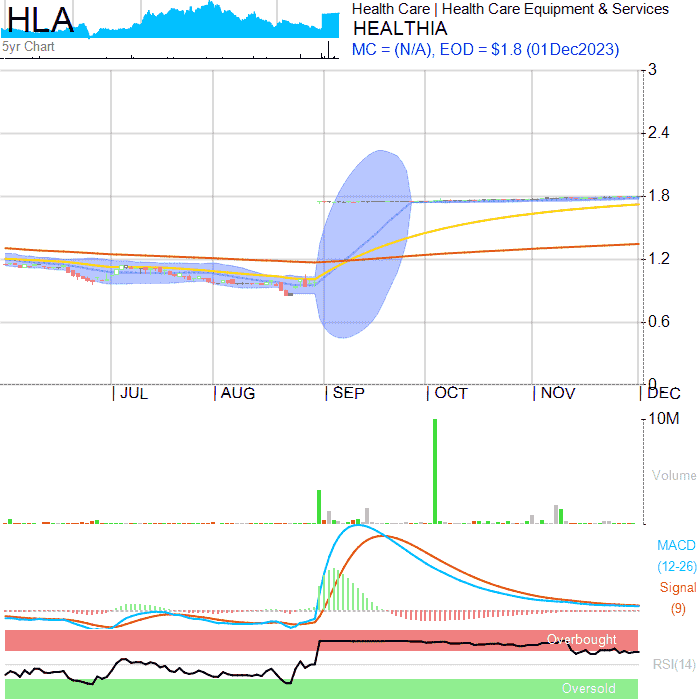 HLA
Health Care | Health Care Equipment & Services
HEALTHIA
MC = (N/A), EOD = $1.8 (01Dec2023)
5yr Chart
3
2.4
1.8
1.2
0.6
0
JUL AUG SEP OCT NOV DEC
10M
Volume
MACD
(12-26)
Signal
(9)
Overbought
RSI(14)
Oversold